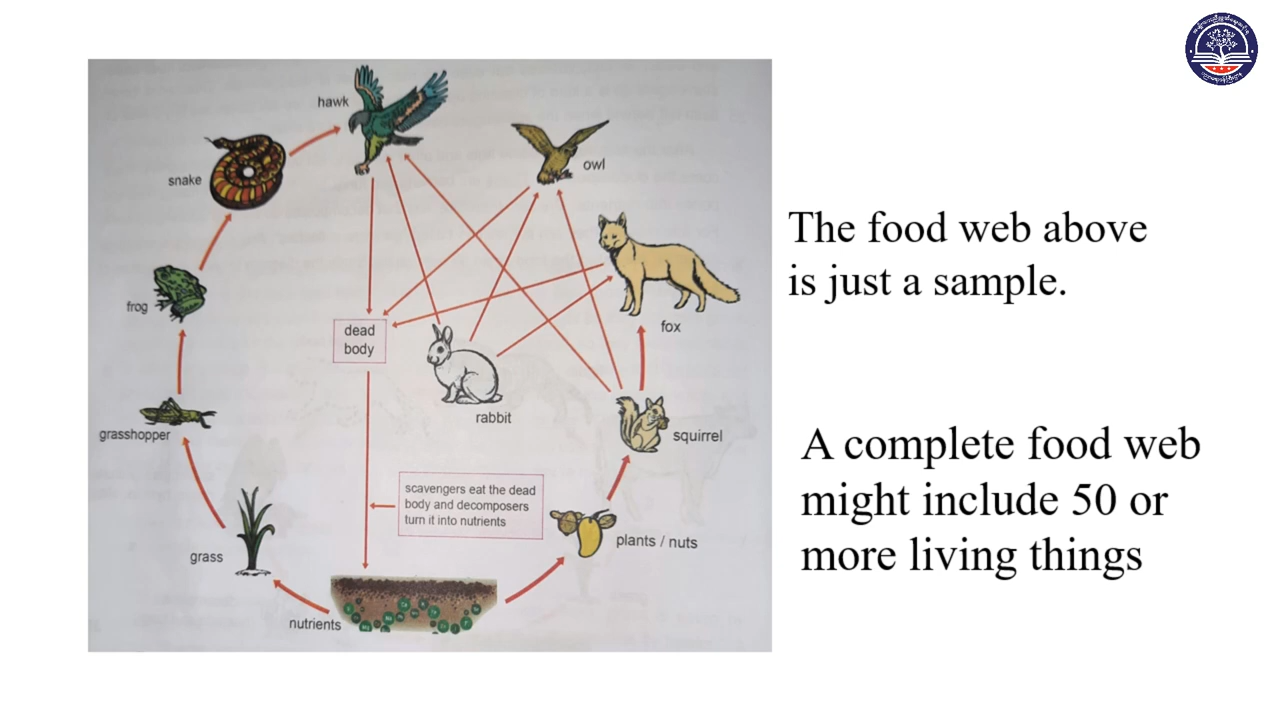 hawk
owl
snake
fox
frog
dead
body
rabbit
grasshopper
squirrel
scavengers eat the dead
body and decomposers
turn it into nutrients
grass
plants / nuts
nutrients
The food web above
is just a sample.
A complete food web
might include 50 or
more living things